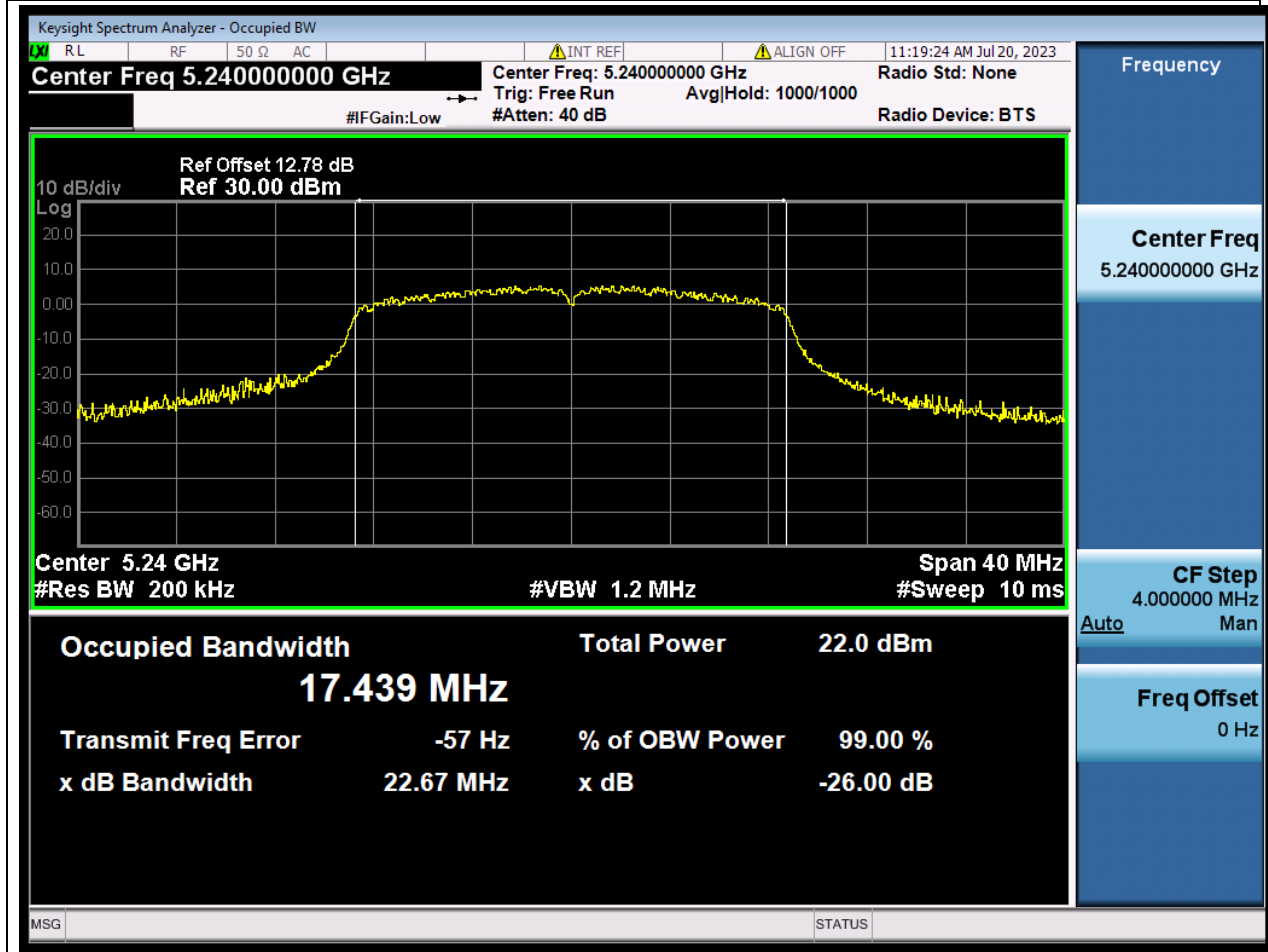 Keysight Spectrum Analyzer - Occupied BW
LXI RL RF 50 Ω AC INT REF ALIGN OFF 11:19:24 AM Jul 20, 2023
Center Freq 5.240000000 GHz
Center Freq: 5.240000000 GHz
Radio Std: None
Trig: Free Run Avg|Hold: 1000/1000
#IFGain:Low
#Atten: 40 dB
Radio Device: BTS
Ref Offset 12.78 dB
10 dB/div Ref 30.00 dBm
Log
20.0
10.0
0.00
-10.0
-20.0
-30.0
-40.0
-50.0
-60.0
Center 5.24 GHz Span 40 MHz
#Res BW 200 kHz #VBW 1.2 MHz #Sweep 10 ms
Occupied Bandwidth Total Power 22.0 dBm
17.439 MHz
Transmit Freq Error -57 Hz % of OBW Power 99.00 %
x dB Bandwidth 22.67 MHz x dB -26.00 dB
MSG STATUS
Frequency
Center Freq
5.240000000 GHz
CF Step
4.000000 MHz
Auto Man
Freq Offset
0 Hz